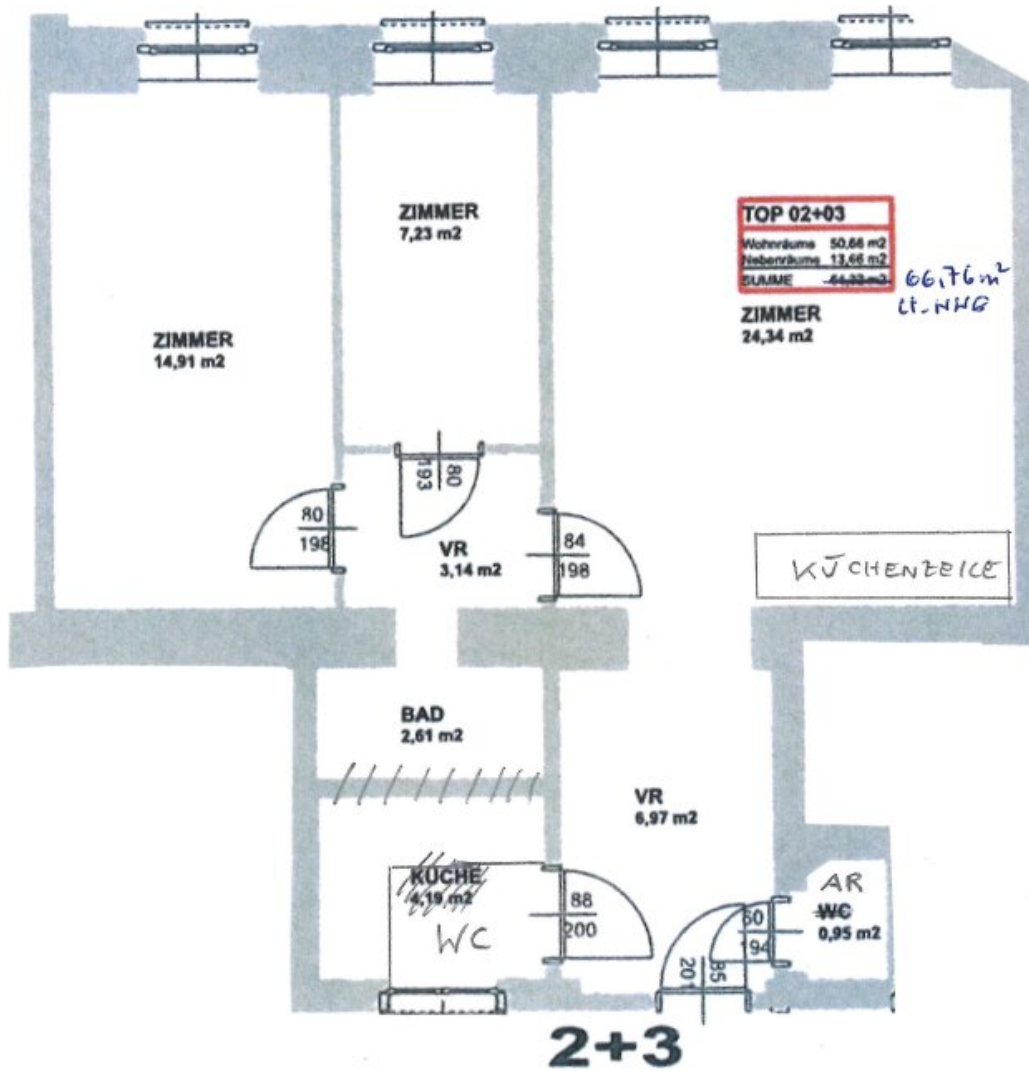 ZIMMER
7,23 m2
TOP 02+03
Wohnräume 50,66 m2
Nebenräume 13,66 m2
SUMME 64,32 m2
66,76 m²
lt. NHG
ZIMMER
24,34 m2
ZIMMER
14,91 m2
80
193
80
198
VR
3,14 m2
84
198
KÜCHENZEILE
BAD
2,61 m2
VR
6,97 m2
KÜCHE
4,19 m2
WC
88
200
AR
WC
0,95 m2
60
194
85
201
2+3